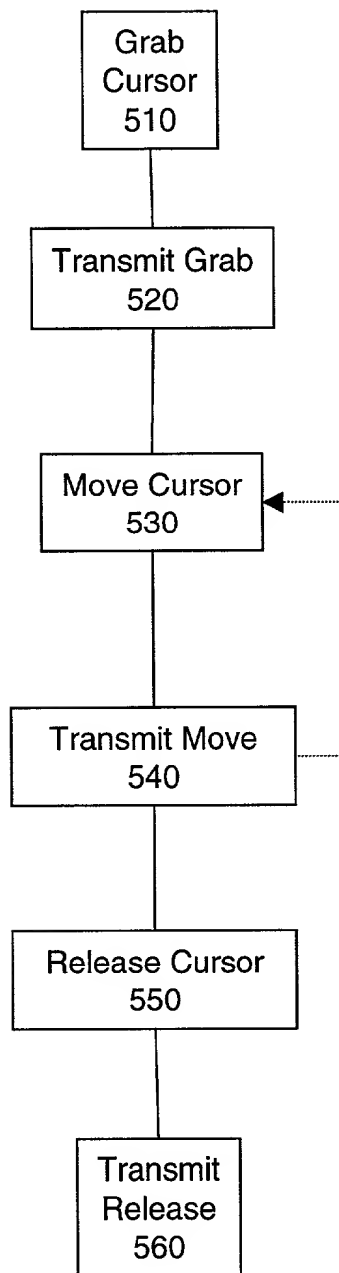 Grab
Cursor
510
Transmit Grab
520
Move Cursor
530
Transmit Move
540
Release Cursor
550
Transmit
Release
560